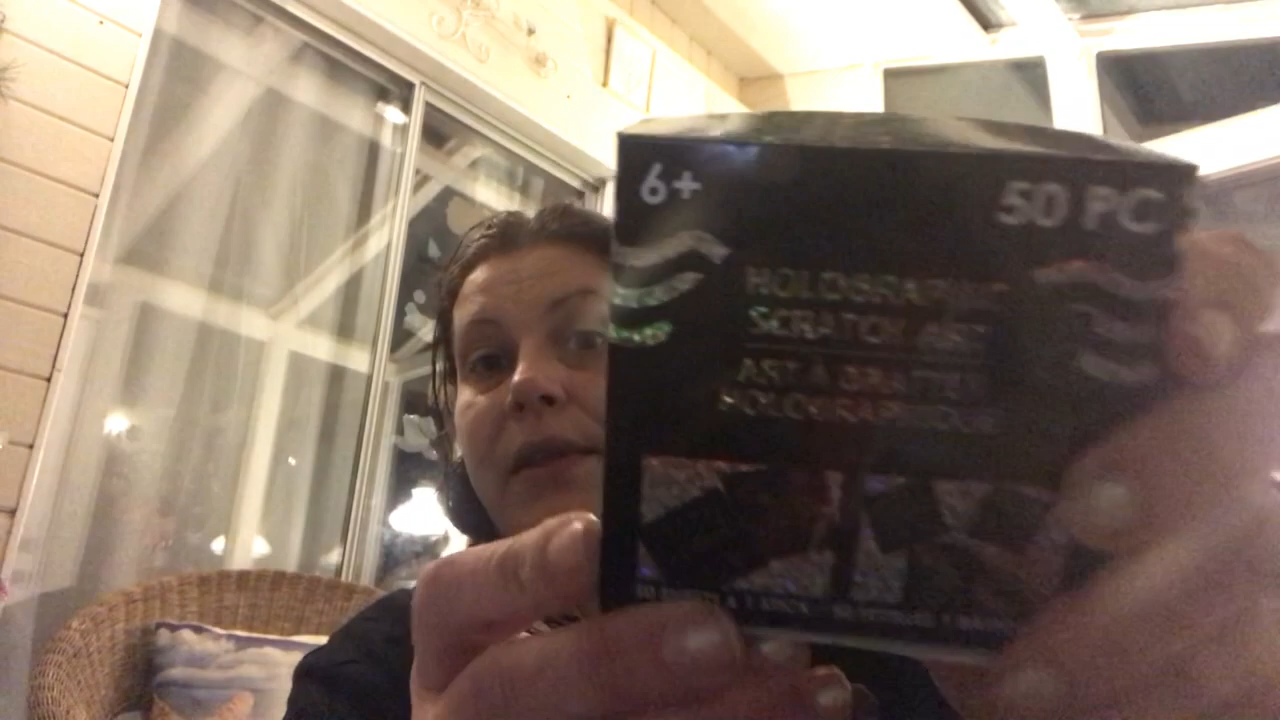 6+
50 PC
HOLOGRAPHIC
SCRATCH ART
ART À GRATTER
HOLOGRAPHIQUE